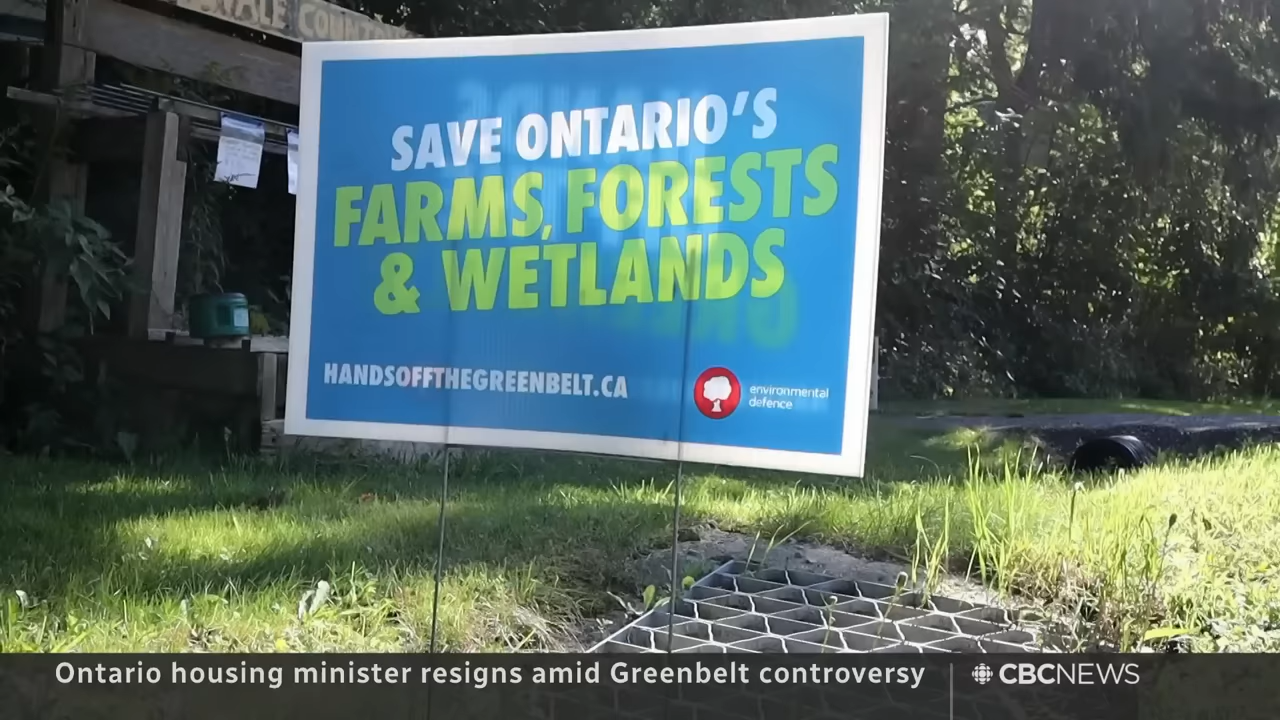 SAVE ONTARIO'S
FARMS, FORESTS
& WETLANDS
HANDSOFFTHEGREENBELT.CA
environmental
defence
Ontario housing minister resigns amid Greenbelt controversy
CBCNEWS